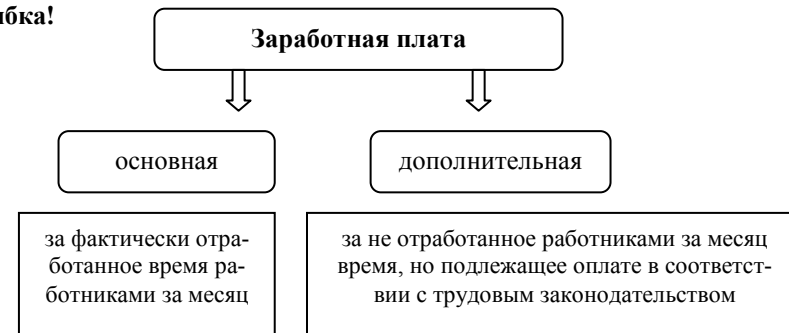 бка!
Заработная плата
основная
дополнительная
за фактически отра-
ботанное время ра-
ботниками за месяц
за не отработанное работниками за месяц
время, но подлежащее оплате в соответст-
вии с трудовым законодательством